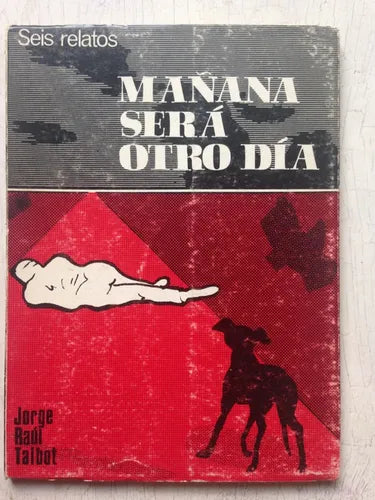 Seis relatos
MAÑANA
SERÁ
OTRO DÍA
Jorge
Raúl
Talbot